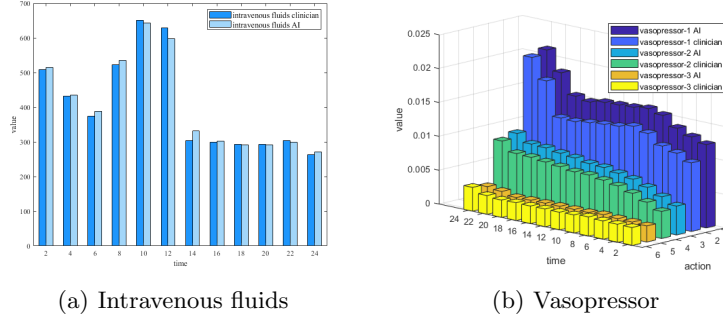 700
600
500
400
300
200
100
0
value
2 4 6 8 10 12 14 16 18 20 22 24
time
intravenous fluids clinician
intravenous fluids AI
(a) Intravenous fluids
0.025
0.02
0.015
0.01
0.005
0
value
24 22 20 18 16 14 12 10 8 6 4 2
time
6 5 4 3 2 1
action
vasopressor-1 AI
vasopressor-1 clinician
vasopressor-2 AI
vasopressor-2 clinician
vasopressor-3 AI
vasopressor-3 clinician
(b) Vasopressor